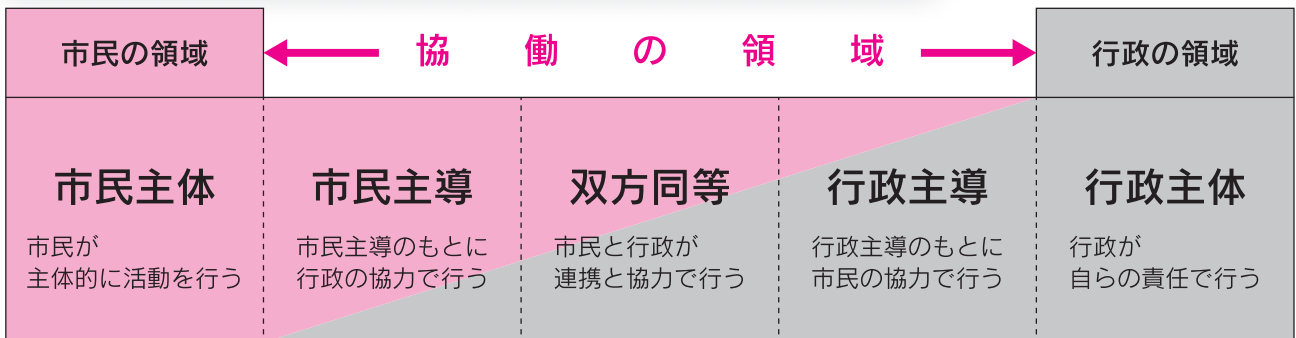 市民の領域
協働の領域
行政の領域
市民主体
市民が
主体的に活動を行う
市民主導
市民主導のもとに
行政の協力で行う
双方同等
市民と行政が
連携と協力で行う
行政主導
行政主導のもとに
市民の協力で行う
行政主体
行政が
自らの責任で行う